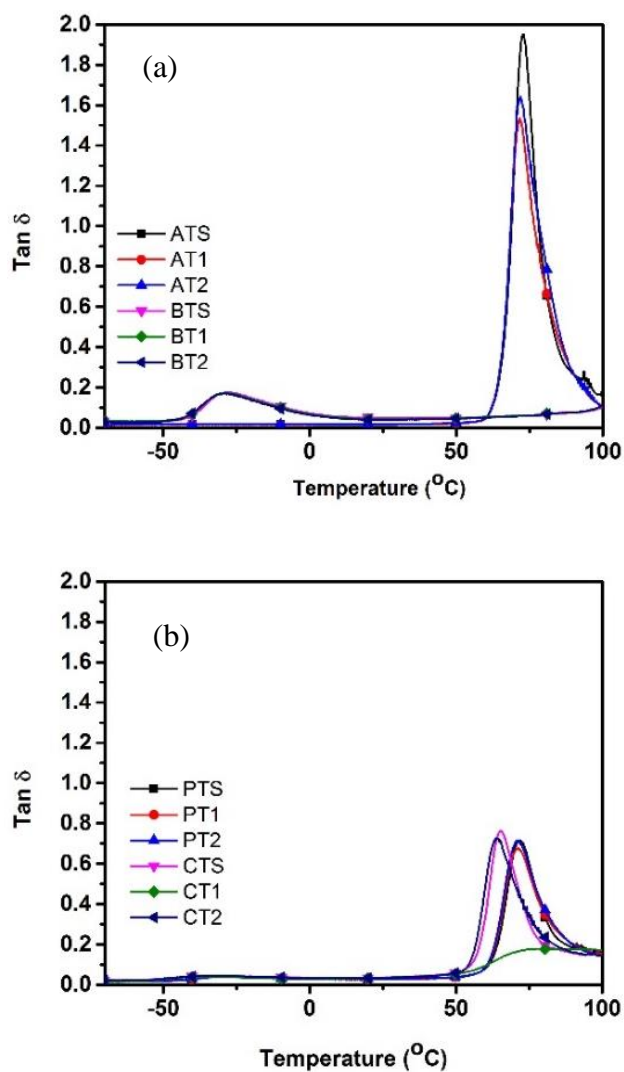 2.0
1.8
1.6
1.4
1.2
1.0
0.8
0.6
0.4
0.2
0.0
Tan δ
(a)
ATS
AT1
AT2
BTS
BT1
BT2
-50 0 50 100
Temperature (°C)
2.0
1.8
1.6
1.4
1.2
1.0
0.8
0.6
0.4
0.2
0.0
Tan δ
(b)
PTS
PT1
PT2
CTS
CT1
CT2
-50 0 50 100
Temperature (°C)